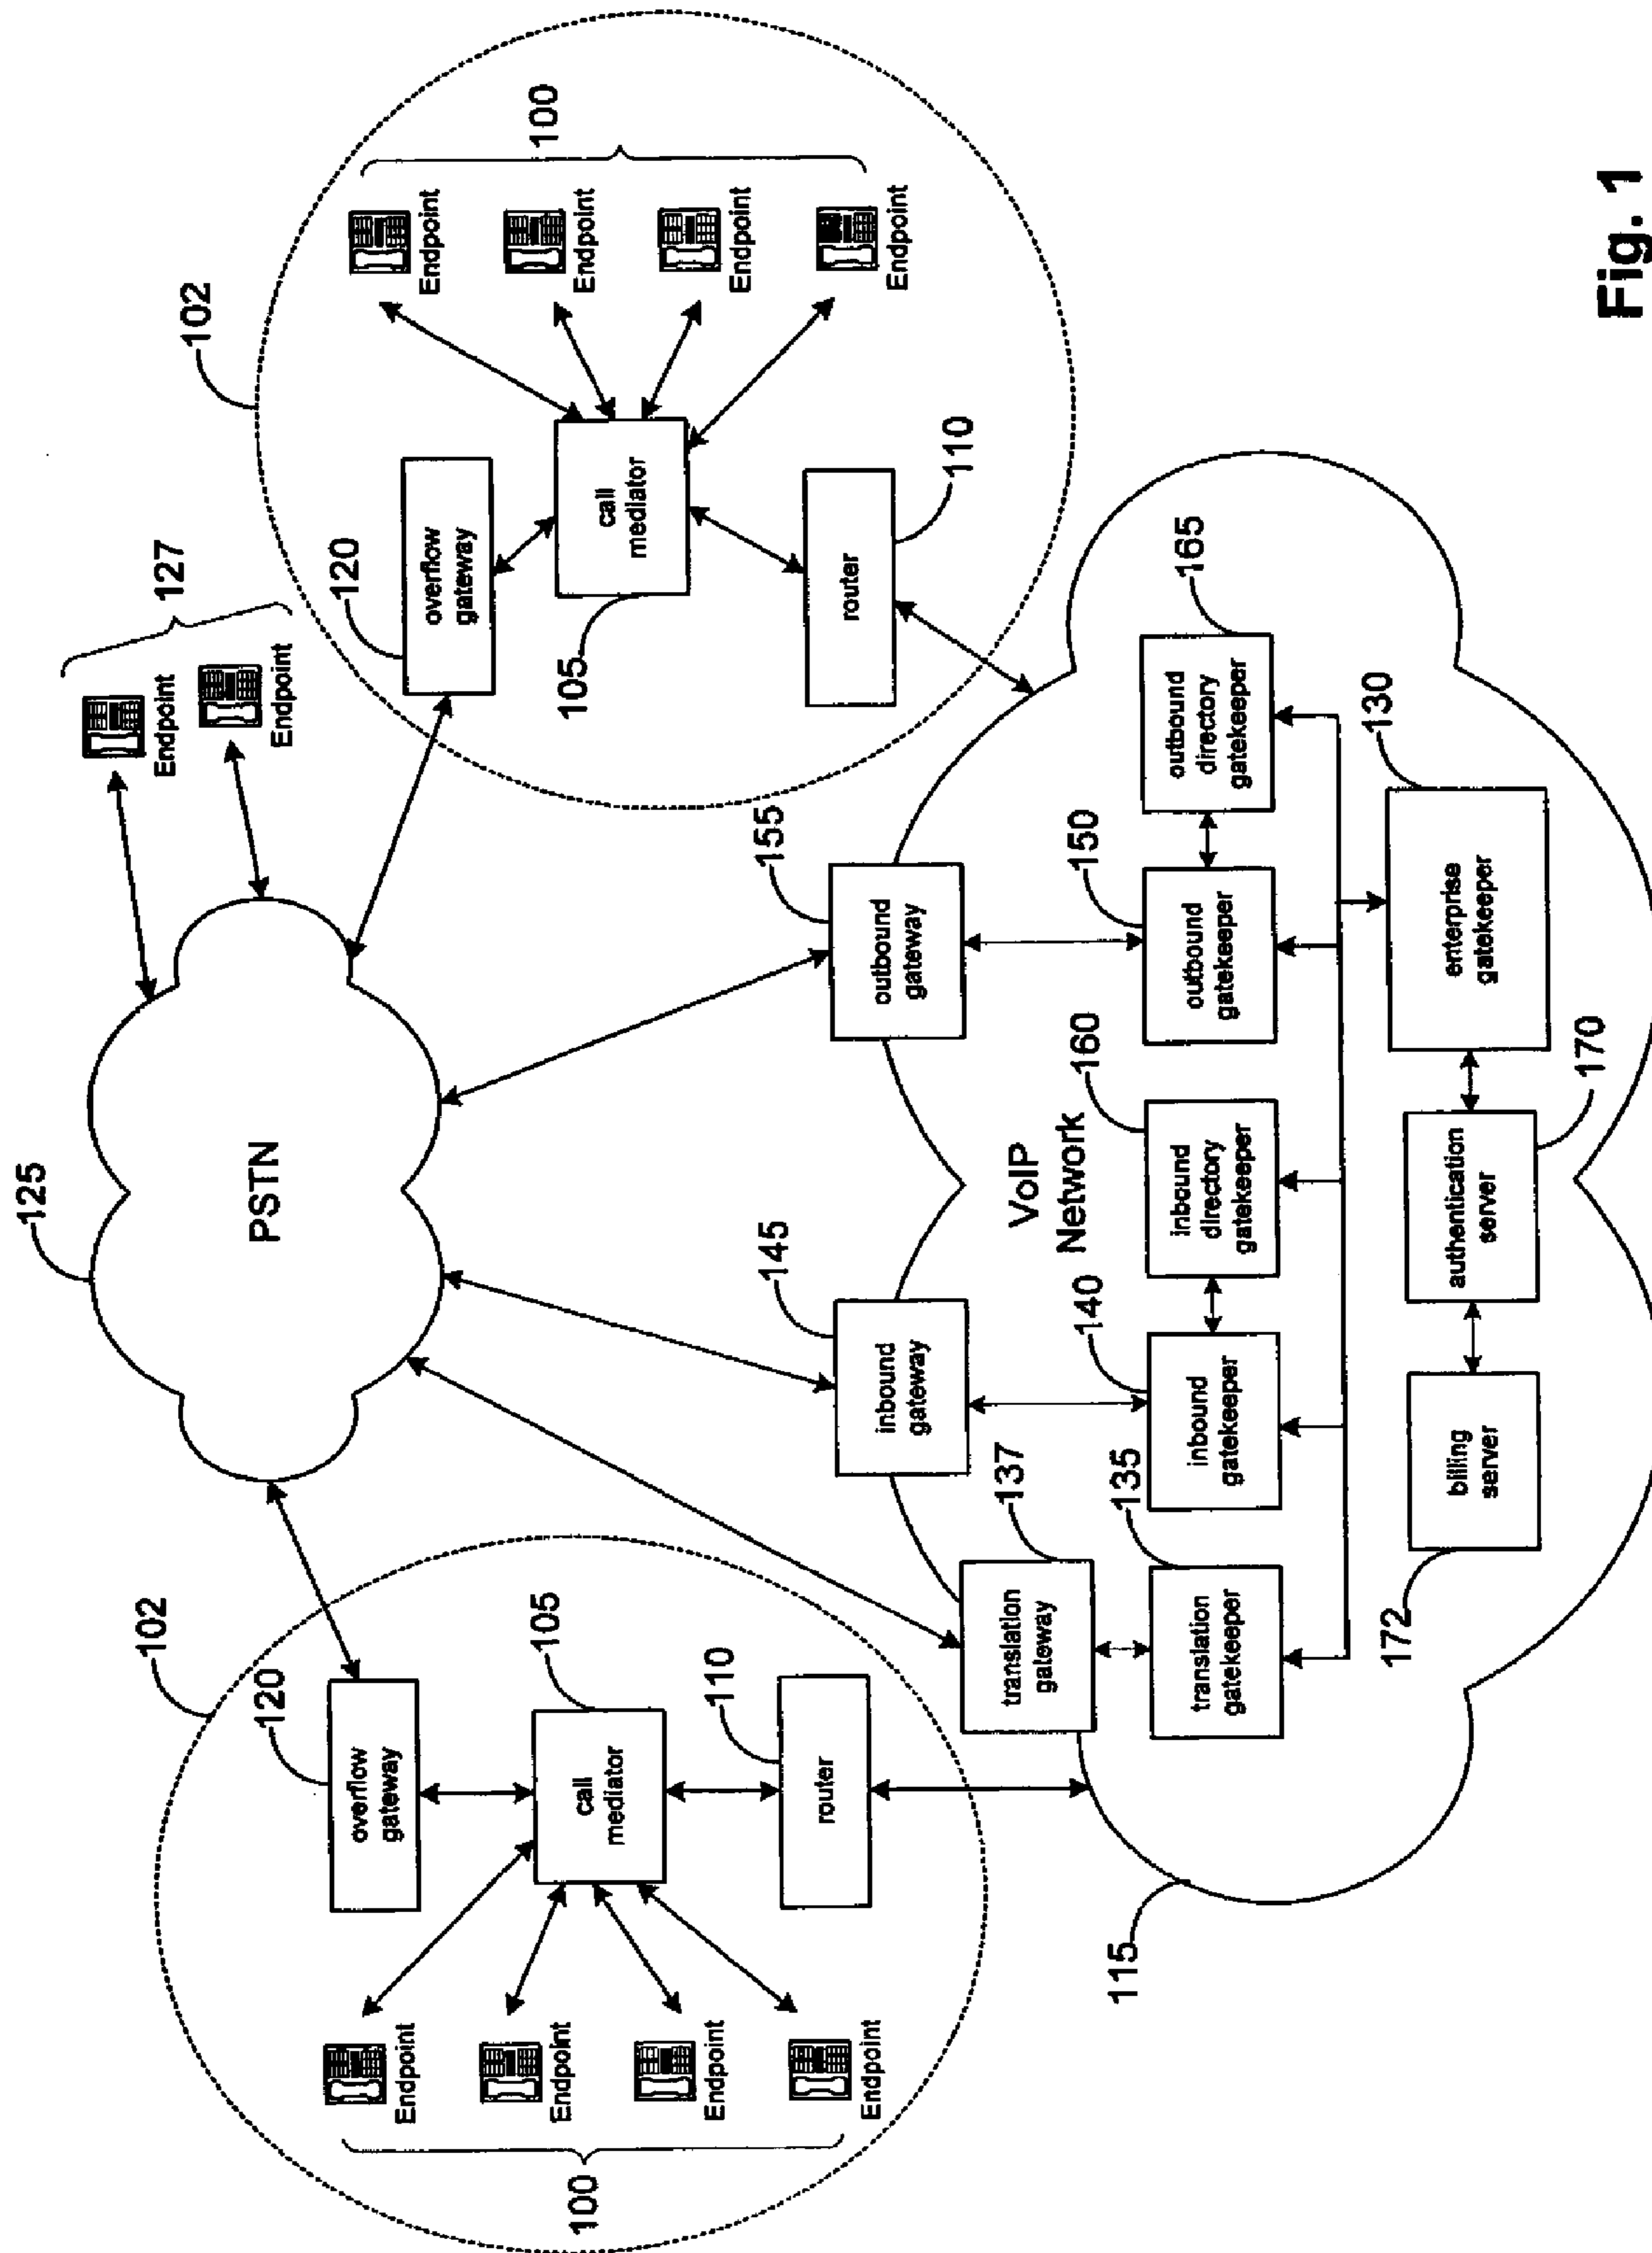 125
PSTN
127
Endpoint
Endpoint
102
120
overflow
gateway
105
call
mediator
110
router
Endpoint
Endpoint
Endpoint
Endpoint
100
102
120
overflow
gateway
105
call
mediator
110
router
Endpoint
Endpoint
Endpoint
Endpoint
100
115
VoIP
Network
137
translation
gateway
145
inbound
gateway
155
outbound
gateway
135
translation
gatekeeper
140
inbound
gatekeeper
160
inbound
directory
gatekeeper
150
outbound
gatekeeper
165
outbound
directory
gatekeeper
172
billing
server
authentication
server
170
enterprise
gatekeeper
130
Fig. 1